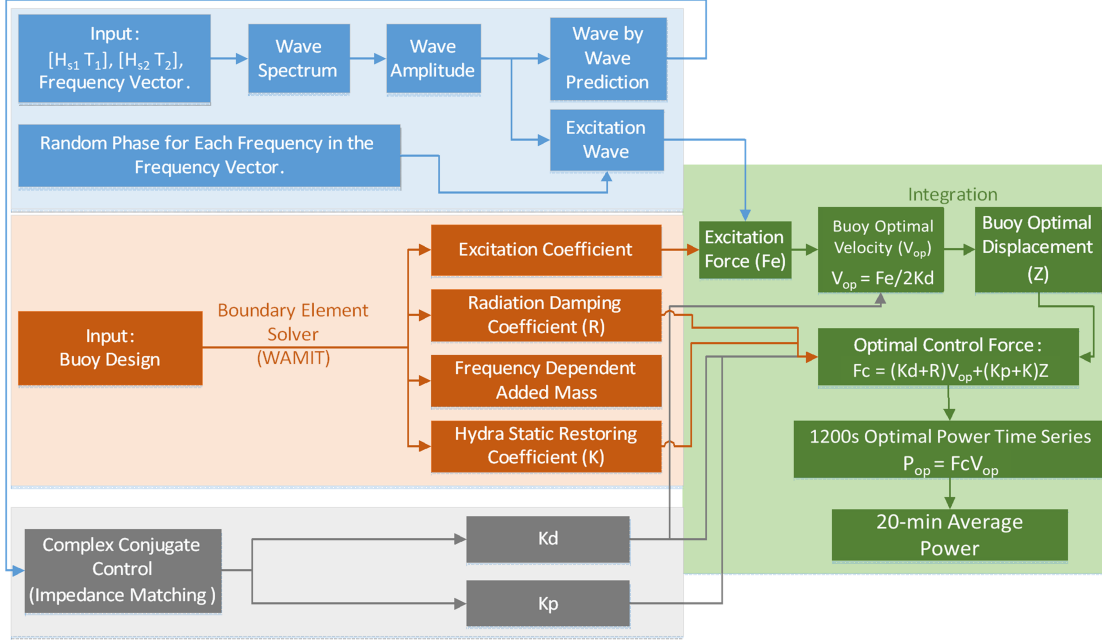 Input:
[Hs1 T1], [Hs2 T2],
Frequency Vector.
Wave
Spectrum
Wave
Amplitude
Wave by
Wave
Prediction
Random Phase for Each Frequency in the
Frequency Vector.
Excitation
Wave
Integration
Excitation
Force (Fe)
Buoy Optimal
Velocity (Vop)
Vop = Fe/2Kd
Buoy Optimal
Displacement
(Z)
Input:
Buoy Design
Boundary Element
Solver
(WAMIT)
Excitation Coefficient
Radiation Damping
Coefficient (R)
Frequency Dependent
Added Mass
Hydra Static Restoring
Coefficient (K)
Optimal Control Force:
Fc = (Kd+R)Vop+(Kp+K)Z
1200s Optimal Power Time Series
Pop = FcVop
20-min Average
Power
Complex Conjugate
Control
(Impedance Matching )
Kd
Kp